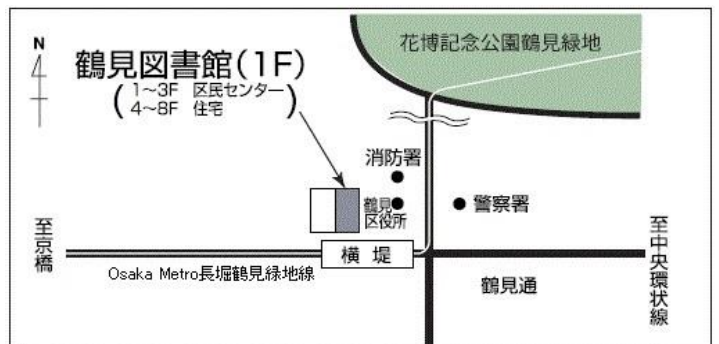 N
花博記念公園鶴見緑地
鶴見図書館(1F)
(1~3F 区民センター
4~8F 住宅)
消防署
鶴見
区役所
警察署
至京橋
横堤
至中央環状線
Osaka Metro長堀鶴見緑地線
鶴見通